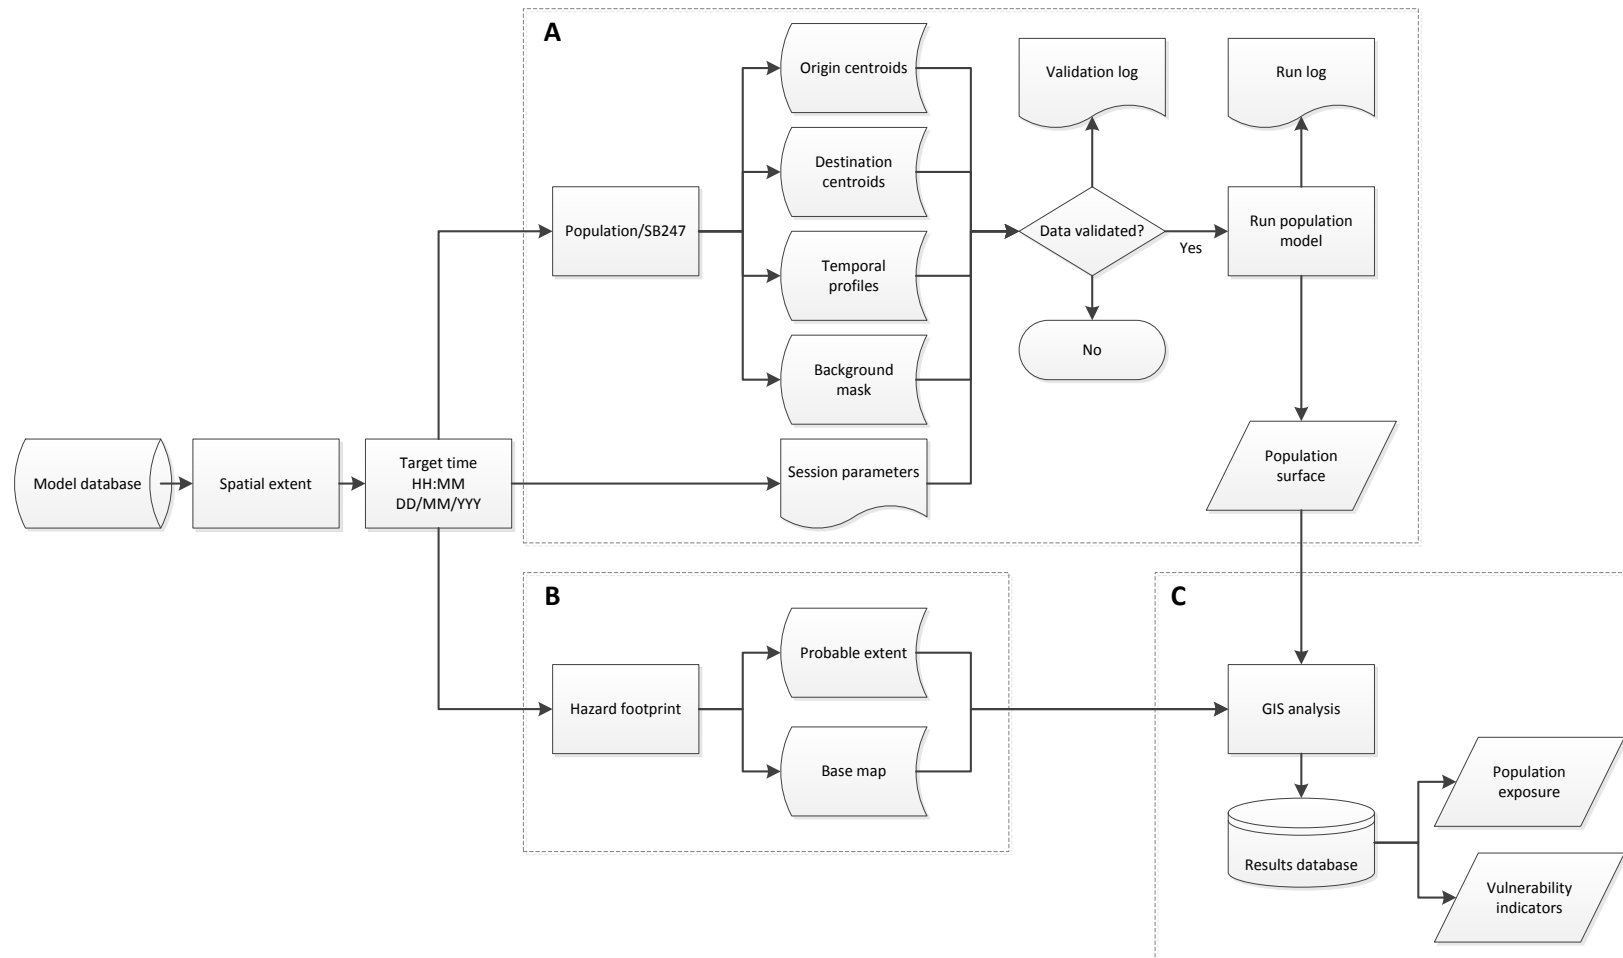 A
Origin centroids
Validation log
Run log
Destination
centroids
Population/SB247
Data validated?
Yes
Run population
model
Temporal
profiles
No
Background
mask
Model database
Spatial extent
Target time
HH:MM
DD/MM/YYY
Session parameters
Population
surface
B
C
Probable extent
Hazard footprint
GIS analysis
Base map
Population
exposure
Results database
Vulnerability
indicators